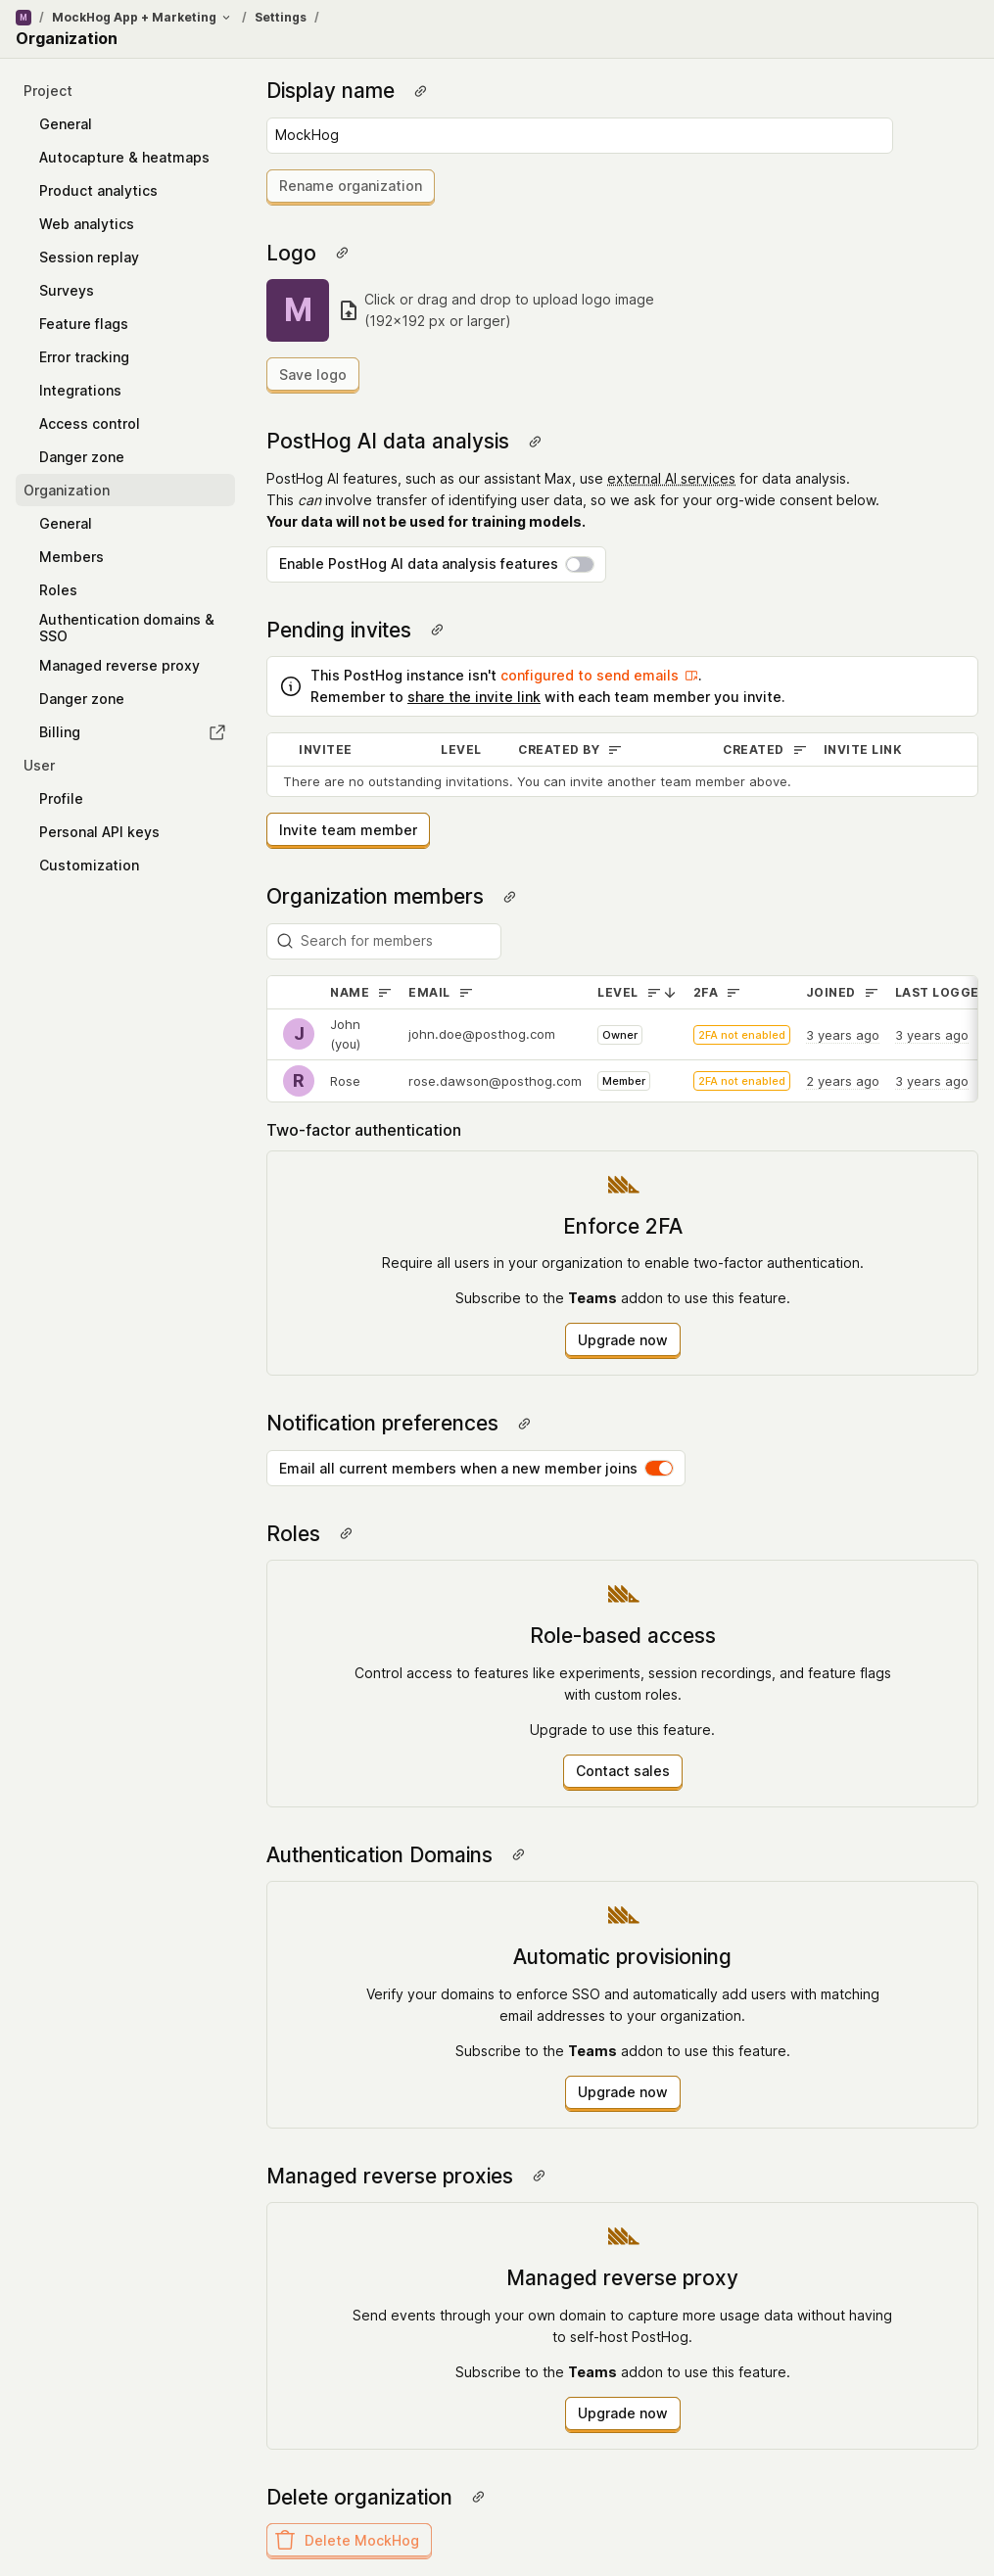 M / MockHog App + Marketing / Settings /
Organization
Project
General
Autocapture & heatmaps
Product analytics
Web analytics
Session replay
Surveys
Feature flags
Error tracking
Integrations
Access control
Danger zone
Organization
General
Members
Roles
Authentication domains &
SSO
Managed reverse proxy
Danger zone
Billing
User
Profile
Personal API keys
Customization
Display name
MockHog
Rename organization
Logo
M
Click or drag and drop to upload logo image
(192×192 px or larger)
Save logo
PostHog AI data analysis
PostHog AI features, such as our assistant Max, use external AI services for data analysis.
This can involve transfer of identifying user data, so we ask for your org-wide consent below.
Your data will not be used for training models.
Enable PostHog AI data analysis features
Pending invites
This PostHog instance isn't configured to send emails .
Remember to share the invite link with each team member you invite.
INVITEE LEVEL CREATED BY CREATED INVITE LINK
There are no outstanding invitations. You can invite another team member above.
Invite team member
Organization members
Search for members
NAME EMAIL LEVEL 2FA JOINED LAST LOGGE
J John (you) john.doe@posthog.com Owner 2FA not enabled 3 years ago 3 years ago
R Rose rose.dawson@posthog.com Member 2FA not enabled 2 years ago 3 years ago
Two-factor authentication
Enforce 2FA
Require all users in your organization to enable two-factor authentication.
Subscribe to the Teams addon to use this feature.
Upgrade now
Notification preferences
Email all current members when a new member joins
Roles
Role-based access
Control access to features like experiments, session recordings, and feature flags
with custom roles.
Upgrade to use this feature.
Contact sales
Authentication Domains
Automatic provisioning
Verify your domains to enforce SSO and automatically add users with matching
email addresses to your organization.
Subscribe to the Teams addon to use this feature.
Upgrade now
Managed reverse proxies
Managed reverse proxy
Send events through your own domain to capture more usage data without having
to self-host PostHog.
Subscribe to the Teams addon to use this feature.
Upgrade now
Delete organization
Delete MockHog